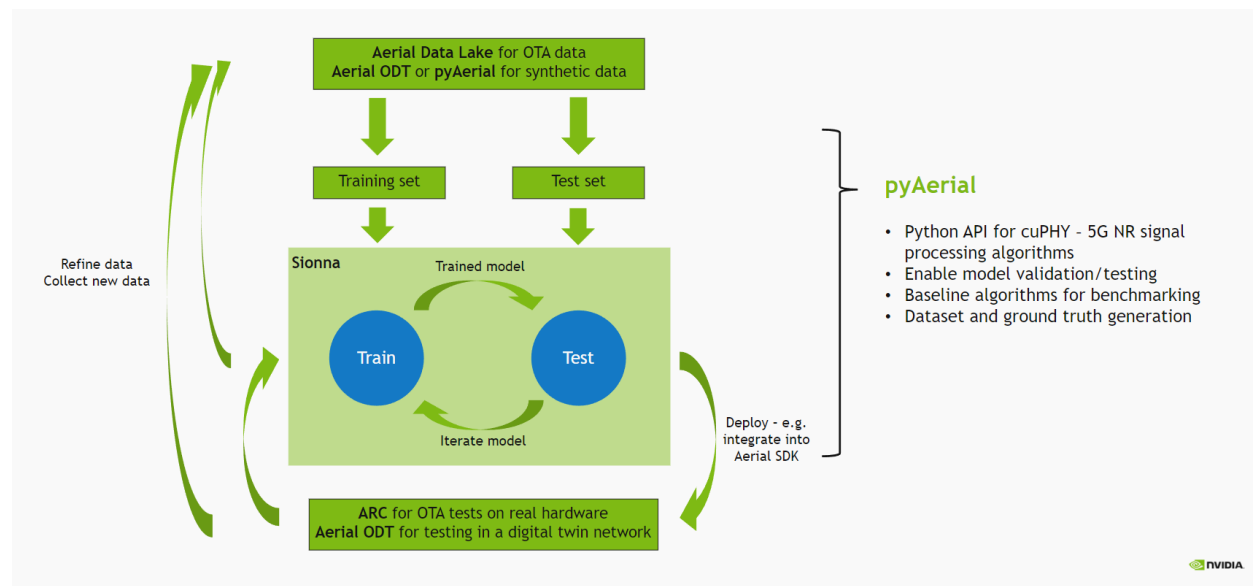 Aerial Data Lake for OTA data
Aerial ODT or pyAerial for synthetic data
Training set
Test set
Sionna
Trained model
Train
Test
Iterate model
Refine data
Collect new data
Deploy - e.g.
integrate into
Aerial SDK
ARC for OTA tests on real hardware
Aerial ODT for testing in a digital twin network
pyAerial
• Python API for cuPHY - 5G NR signal
processing algorithms
• Enable model validation/testing
• Baseline algorithms for benchmarking
• Dataset and ground truth generation
NVIDIA